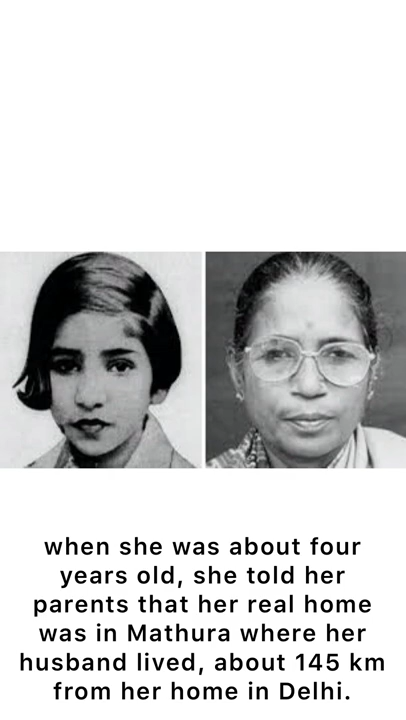 when she was about four
years old, she told her
parents that her real home
was in Mathura where her
husband lived, about 145 km
from her home in Delhi.